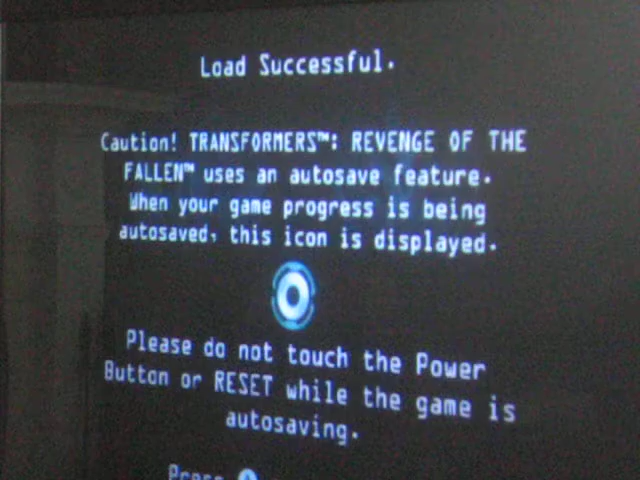 Load Successful.
Caution! TRANSFORMERS™: REVENGE OF THE
FALLEN™ uses an autosave feature.
When your game progress is being
autosaved, this icon is displayed.
Please do not touch the Power
Button or RESET while the game is
autosaving.
Press A